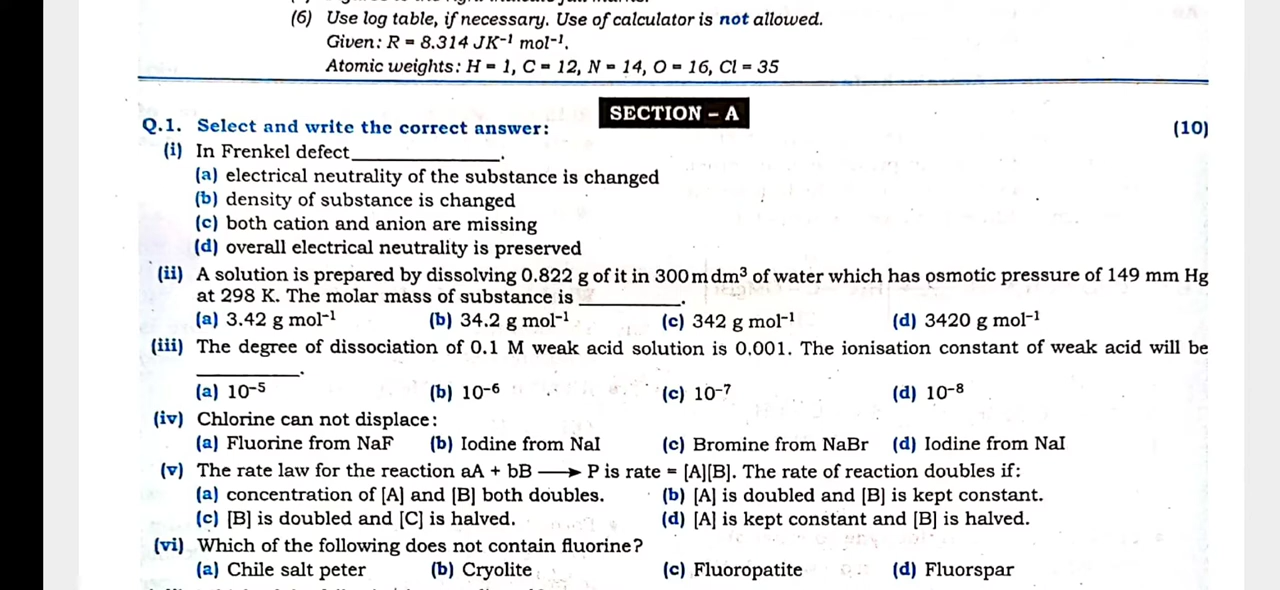 (6) Use log table, if necessary. Use of calculator is not allowed.
Given: R = 8.314 JK⁻¹ mol⁻¹.
Atomic weights: H = 1, C = 12, N = 14, O = 16, Cl = 35
SECTION – A
Q.1. Select and write the correct answer: (10)
(i) In Frenkel defect____________.
(a) electrical neutrality of the substance is changed
(b) density of substance is changed
(c) both cation and anion are missing
(d) overall electrical neutrality is preserved
(ii) A solution is prepared by dissolving 0.822 g of it in 300 m dm³ of water which has osmotic pressure of 149 mm Hg
at 298 K. The molar mass of substance is ________.
(a) 3.42 g mol⁻¹ (b) 34.2 g mol⁻¹ (c) 342 g mol⁻¹ (d) 3420 g mol⁻¹
(iii) The degree of dissociation of 0.1 M weak acid solution is 0.001. The ionisation constant of weak acid will be
________.
(a) 10⁻⁵ (b) 10⁻⁶ (c) 10⁻⁷ (d) 10⁻⁸
(iv) Chlorine can not displace:
(a) Fluorine from NaF (b) Iodine from NaI (c) Bromine from NaBr (d) Iodine from NaI
(v) The rate law for the reaction aA + bB ⟶ P is rate = [A][B]. The rate of reaction doubles if:
(a) concentration of [A] and [B] both doubles. (b) [A] is doubled and [B] is kept constant.
(c) [B] is doubled and [C] is halved. (d) [A] is kept constant and [B] is halved.
(vi) Which of the following does not contain fluorine?
(a) Chile salt peter (b) Cryolite (c) Fluoropatite (d) Fluorspar